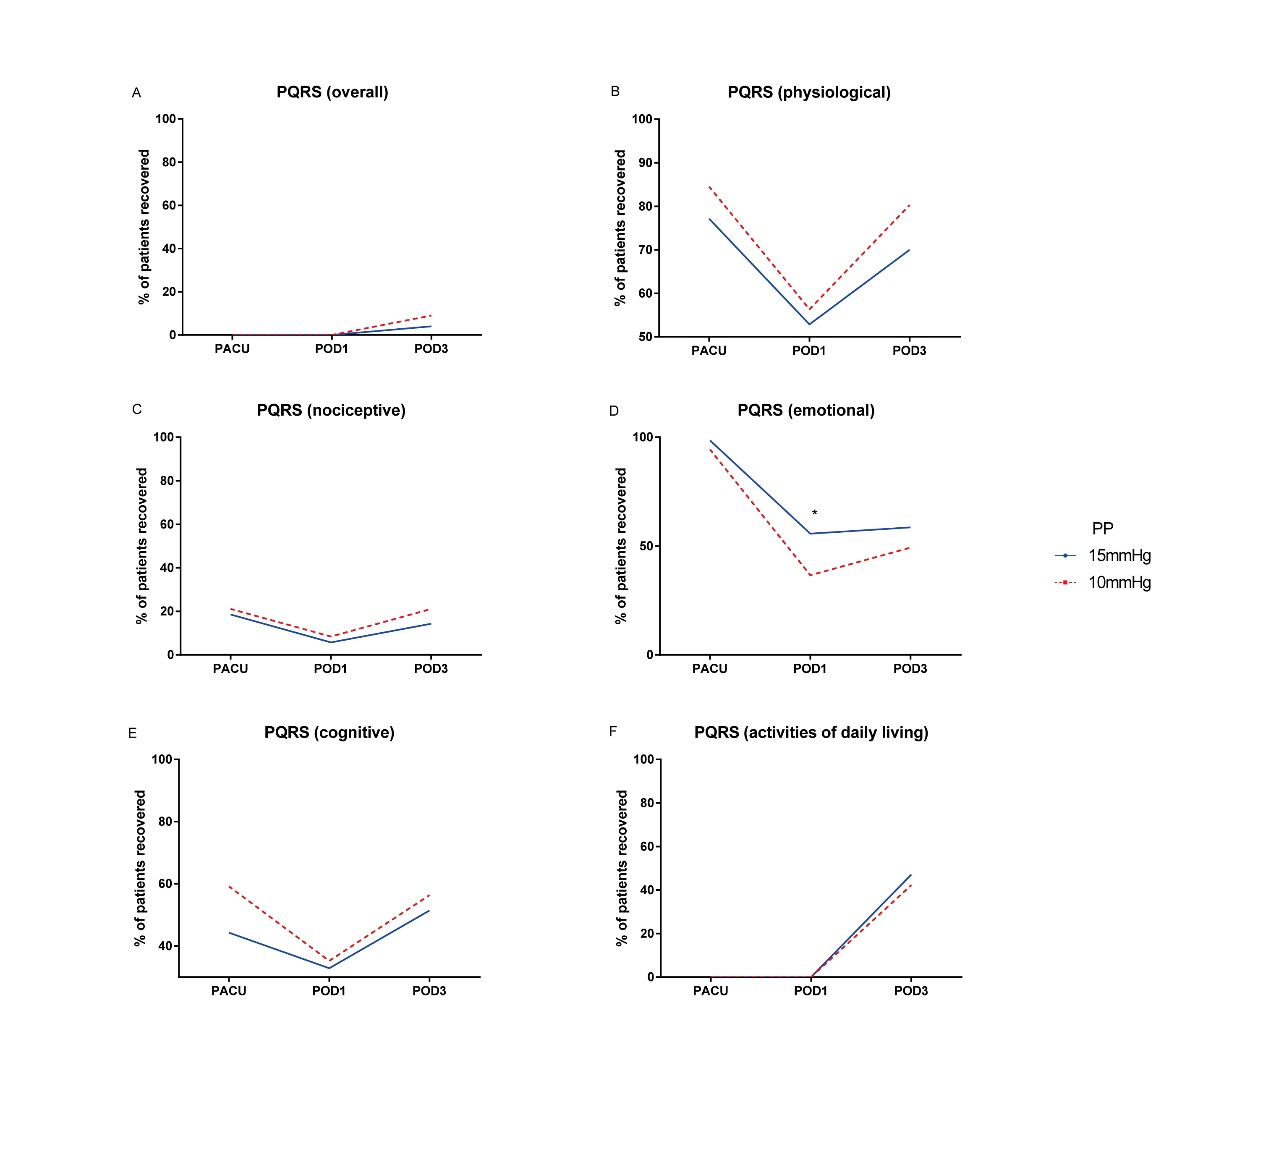 A
PQRS (overall)
% of patients recovered
100
80
60
40
20
0
PACU POD1 POD3
B
PQRS (physiological)
% of patients recovered
100
90
80
70
60
50
PACU POD1 POD3
C
PQRS (nociceptive)
% of patients recovered
100
80
60
40
20
0
PACU POD1 POD3
D
PQRS (emotional)
% of patients recovered
100
50
0
*
PACU POD1 POD3
PP
15mmHg
10mmHg
E
PQRS (cognitive)
% of patients recovered
100
80
60
40
PACU POD1 POD3
F
PQRS (activities of daily living)
% of patients recovered
100
80
60
40
20
0
PACU POD1 POD3